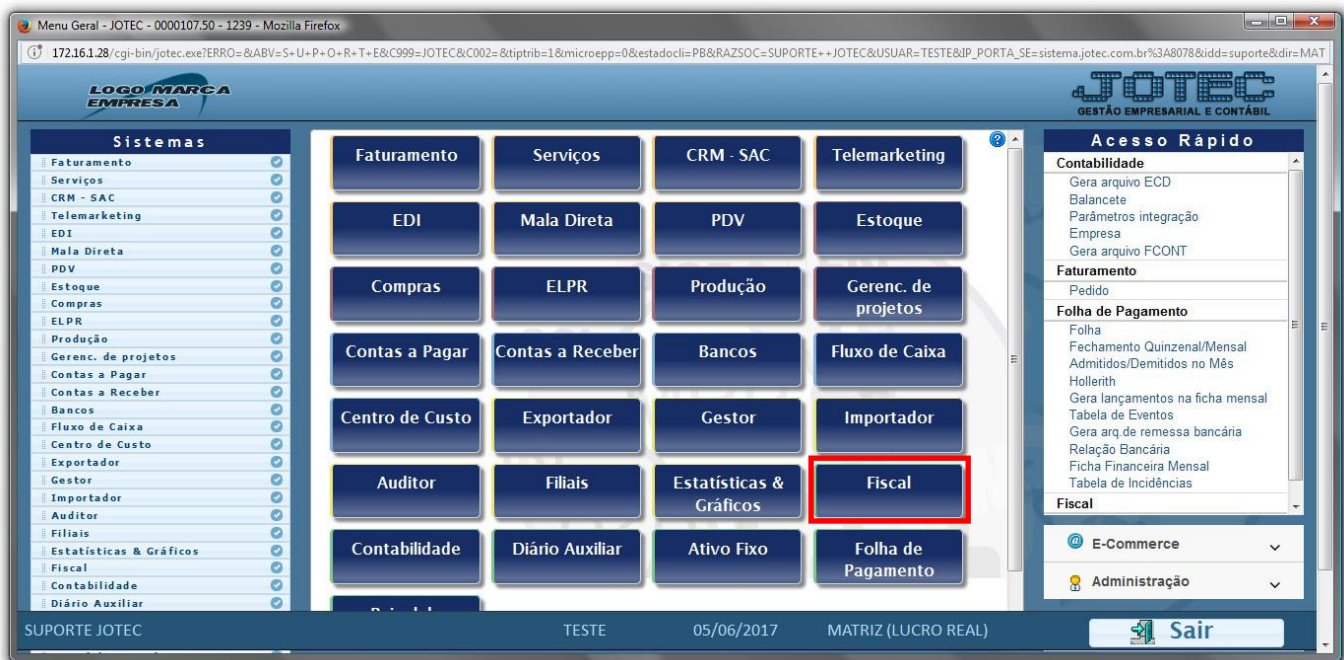 Menu Geral - JOTEC - 0000107.50 - 1239 - Mozilla Firefox
172.16.1.28/cgi-bin/jotec.exe?ERRO=&ABV=S+U+P+O+R+T+E&C999=JOTEC&C002=&tiptrib=1&microepp=0&estadocli=PB&RAZSOC=SUPORTE++JOTEC&USUAR=TESTE&IP_PORTA_SE=sistema.jotec.com.br%3A8078&idd=suporte&dir=MAT
LOGO MARCA
EMPRESA
JOTEC
GESTÃO EMPRESARIAL E CONTÁBIL
Sistemas
Faturamento
Serviços
CRM - SAC
Telemarketing
EDI
Mala Direta
PDV
Estoque
Compras
ELPR
Produção
Gerenc. de projetos
Contas a Pagar
Contas a Receber
Bancos
Fluxo de Caixa
Centro de Custo
Exportador
Gestor
Importador
Auditor
Filiais
Estatísticas & Gráficos
Fiscal
Contabilidade
Diário Auxiliar
Faturamento
Serviços
CRM - SAC
Telemarketing
EDI
Mala Direta
PDV
Estoque
Compras
ELPR
Produção
Gerenc. de
projetos
Contas a Pagar
Contas a Receber
Bancos
Fluxo de Caixa
Centro de Custo
Exportador
Gestor
Importador
Auditor
Filiais
Estatísticas &
Gráficos
Fiscal
Contabilidade
Diário Auxiliar
Ativo Fixo
Folha de
Pagamento
Acesso Rápido
Contabilidade
Gera arquivo ECD
Balancete
Parâmetros integração
Empresa
Gera arquivo FCONT
Faturamento
Pedido
Folha de Pagamento
Folha
Fechamento Quinzenal/Mensal
Admitidos/Demitidos no Mês
Hollerith
Gera lançamentos na ficha mensal
Tabela de Eventos
Gera arq.de remessa bancária
Relação Bancária
Ficha Financeira Mensal
Tabela de Incidências
Fiscal
E-Commerce
Administração
SUPORTE JOTEC
TESTE
05/06/2017
MATRIZ (LUCRO REAL)
Sair